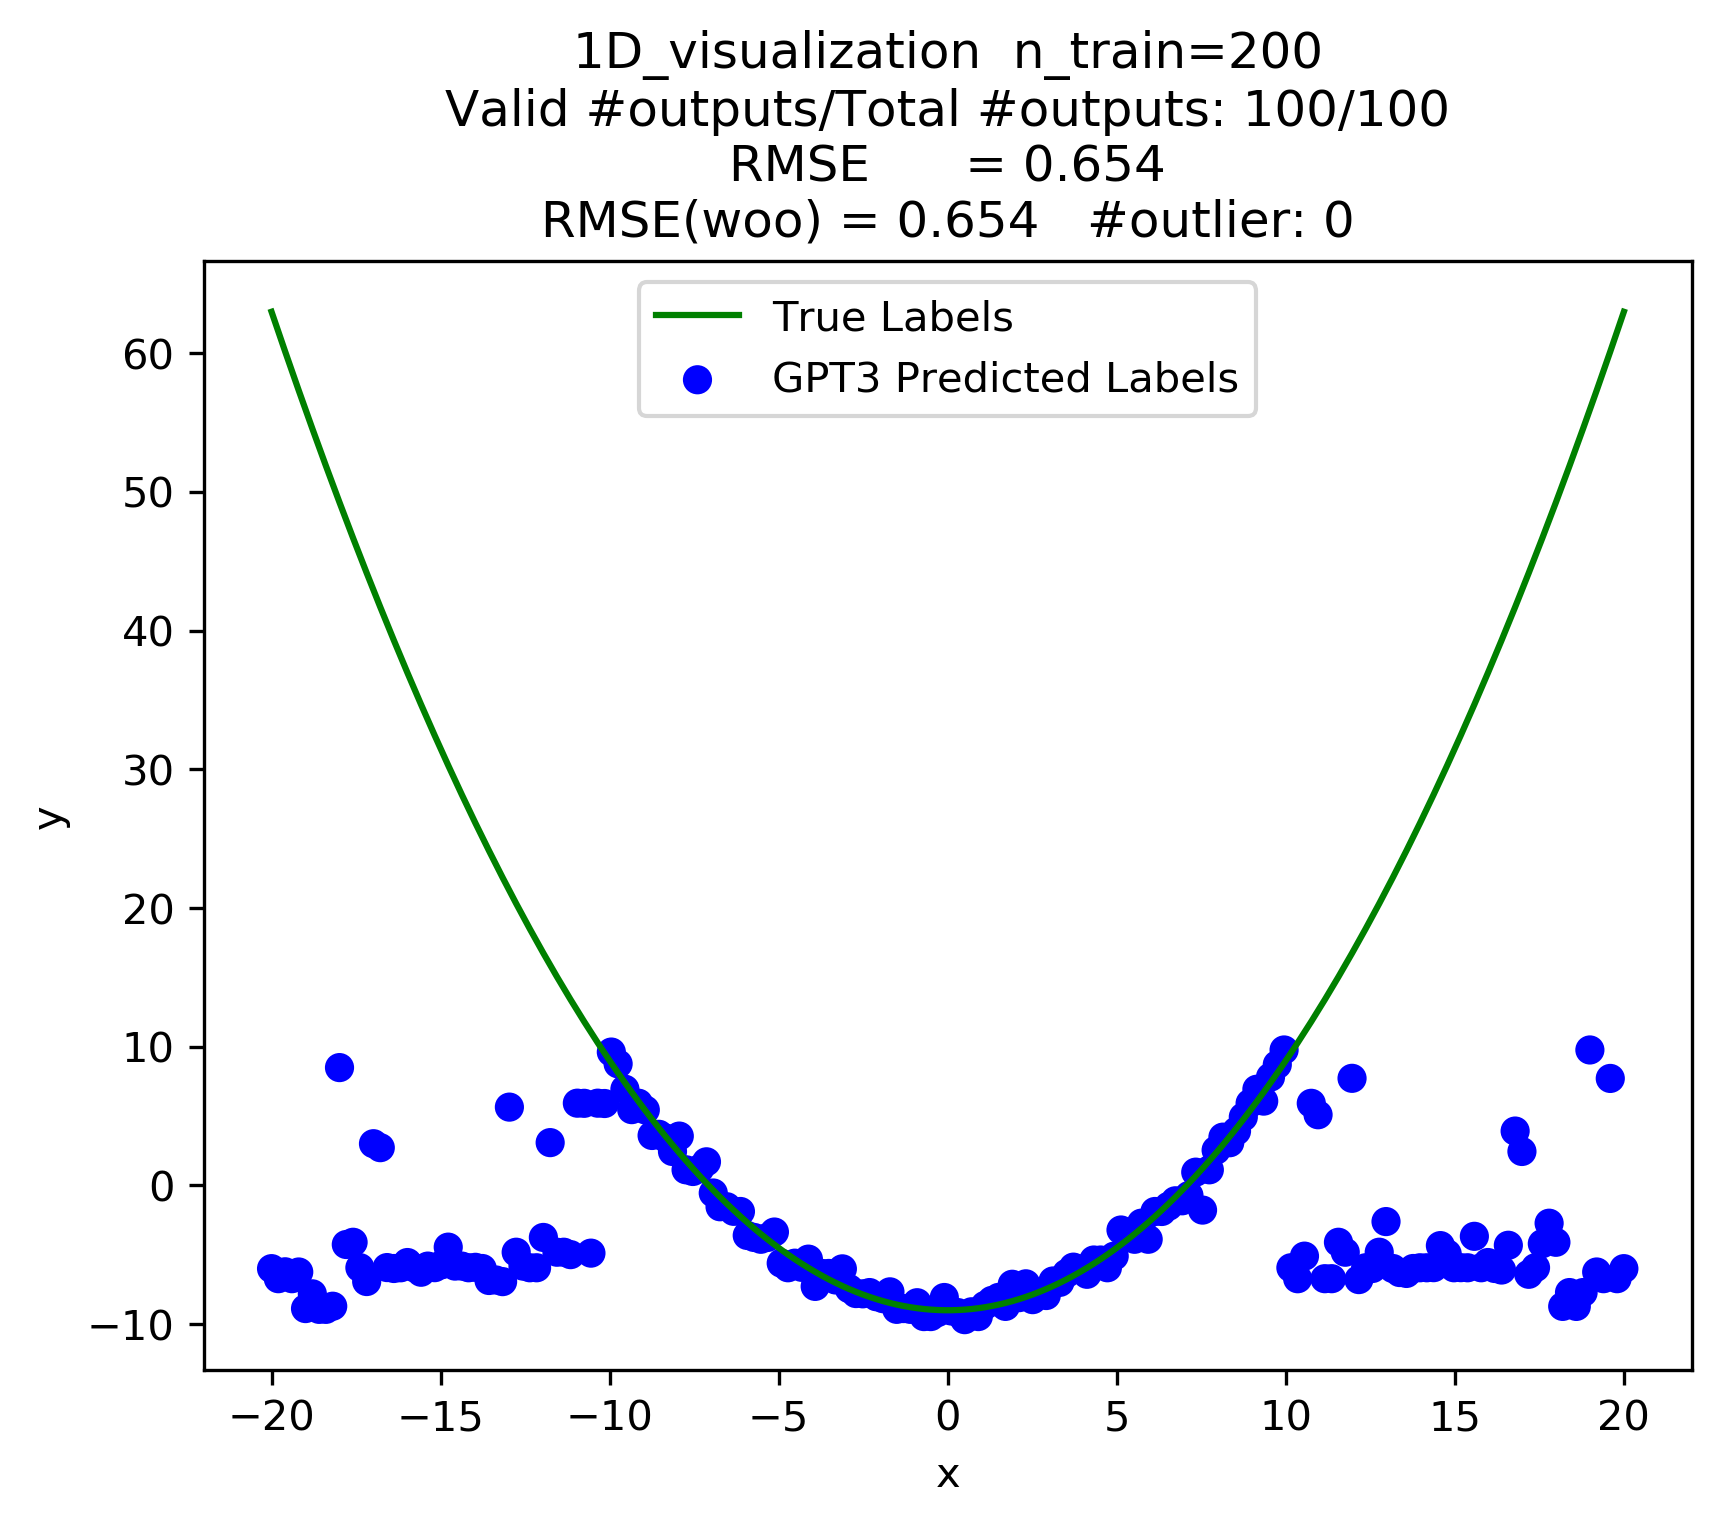 1D_visualization  n_train=200
Valid #outputs/Total #outputs: 100/100
RMSE      = 0.654
RMSE(woo) = 0.654   #outlier: 0
True Labels
GPT3 Predicted Labels
60
50
40
30
20
10
0
−10
y
−20 −15 −10 −5 0 5 10 15 20
x